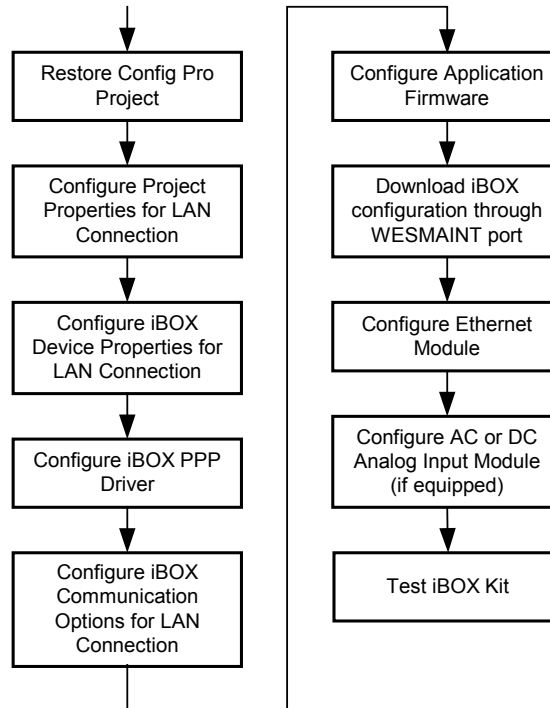 Restore Config Pro
Project
Configure Project
Properties for LAN
Connection
Configure iBOX
Device Properties for
LAN Connection
Configure iBOX PPP
Driver
Configure iBOX
Communication
Options for LAN
Connection
Configure Application
Firmware
Download iBOX
configuration through
WESMAINT port
Configure Ethernet
Module
Configure AC or DC
Analog Input Module
(if equipped)
Test iBOX Kit